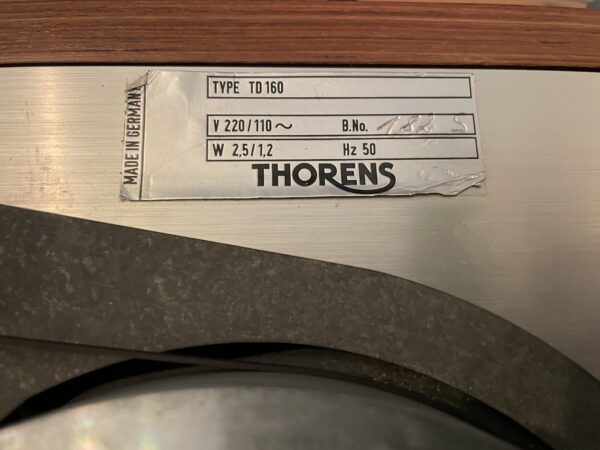 TYPE TD 160
V 220/110~ B.No.
W 2,5/1,2 Hz 50
THORENS
MADE IN GERMANY